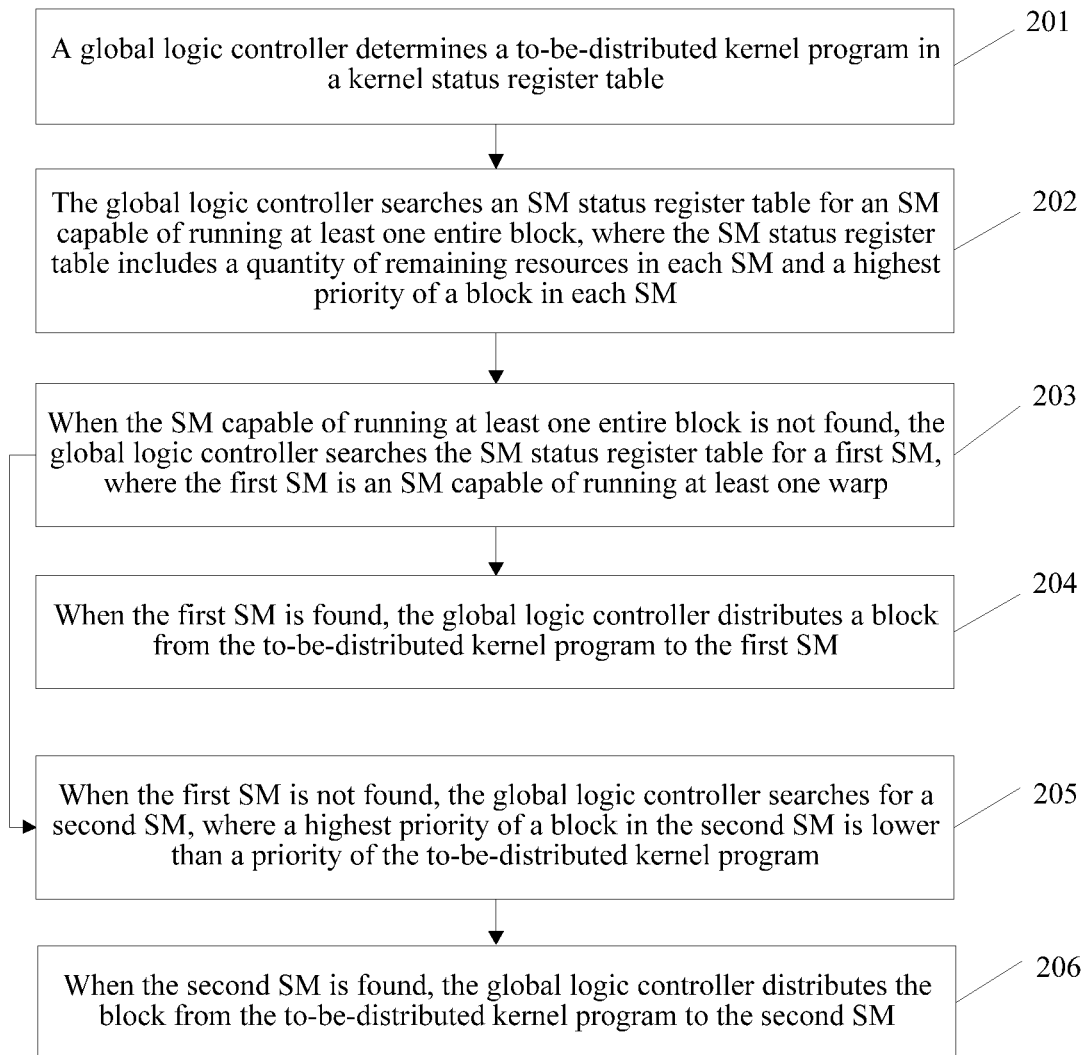 201
A global logic controller determines a to-be-distributed kernel program in
a kernel status register table
202
The global logic controller searches an SM status register table for an SM
capable of running at least one entire block, where the SM status register
table includes a quantity of remaining resources in each SM and a highest
priority of a block in each SM
203
When the SM capable of running at least one entire block is not found, the
global logic controller searches the SM status register table for a first SM,
where the first SM is an SM capable of running at least one warp
204
When the first SM is found, the global logic controller distributes a block
from the to-be-distributed kernel program to the first SM
205
When the first SM is not found, the global logic controller searches for a
second SM, where a highest priority of a block in the second SM is lower
than a priority of the to-be-distributed kernel program
206
When the second SM is found, the global logic controller distributes the
block from the to-be-distributed kernel program to the second SM